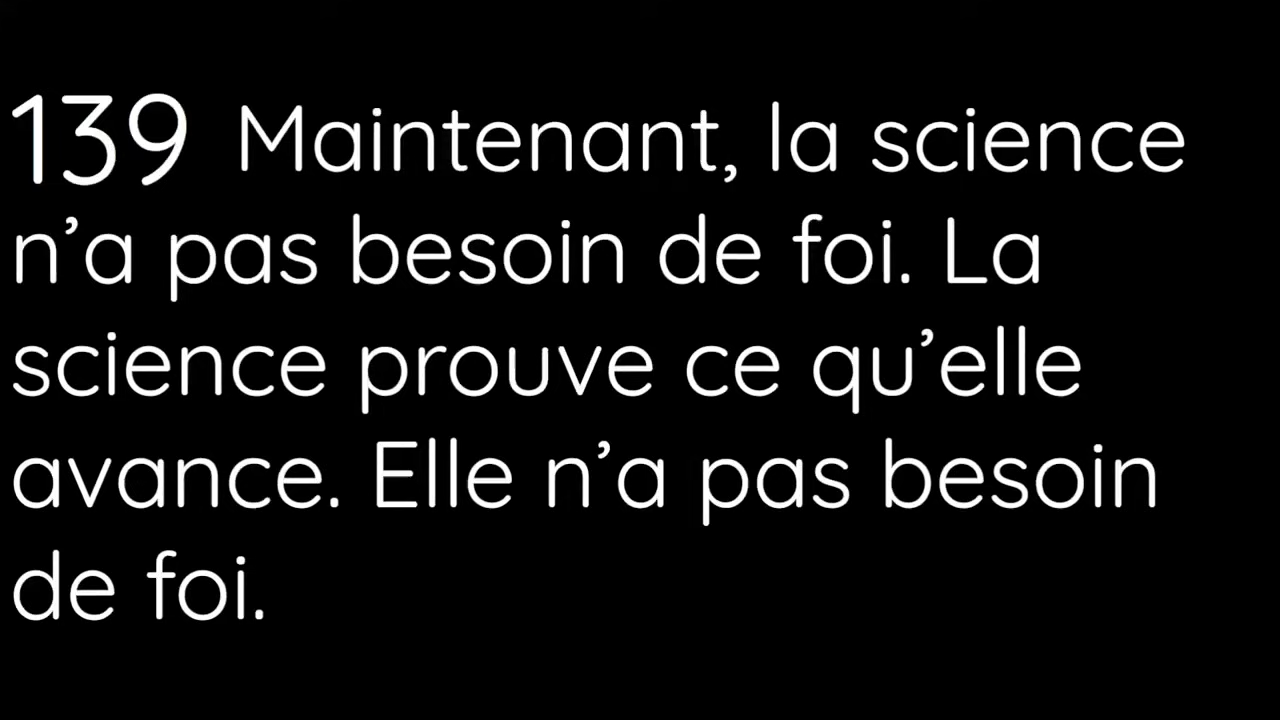 139 Maintenant, la science
n’a pas besoin de foi. La
science prouve ce qu’elle
avance. Elle n’a pas besoin
de foi.